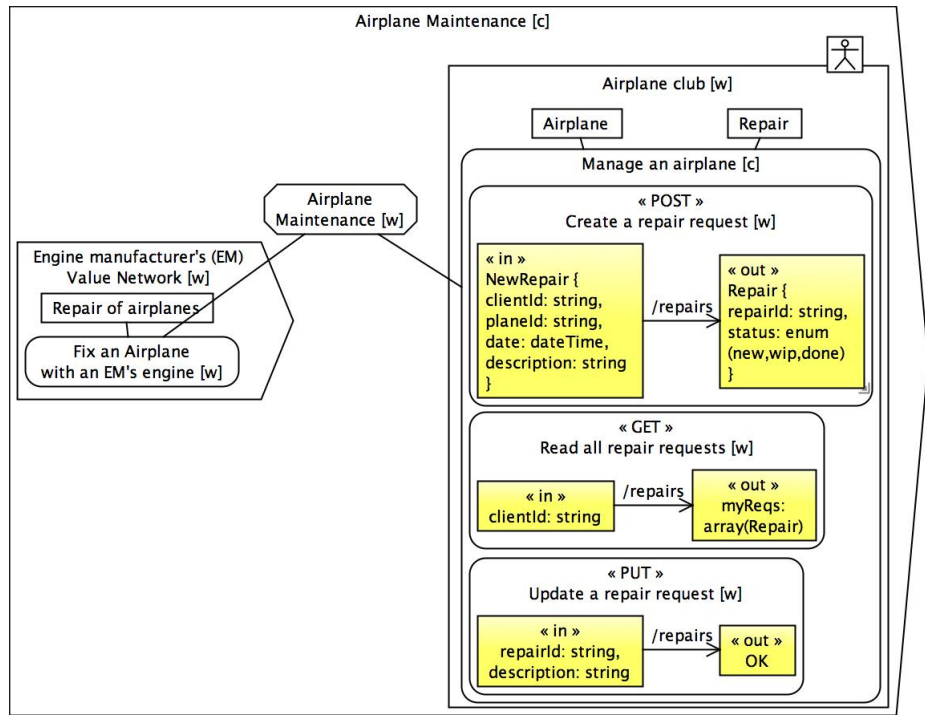 Airplane Maintenance [c]
Airplane club [w]
Airplane
Repair
Manage an airplane [c]
« POST »
Create a repair request [w]
« in »
NewRepair {
clientId: string,
planeId: string,
date: dateTime,
description: string
}
/repairs
« out »
Repair {
repairId: string,
status: enum
(new,wip,done)
}
Airplane
Maintenance [w]
Engine manufacturer's (EM)
Value Network [w]
Repair of airplanes
Fix an Airplane
with an EM's engine [w]
« GET »
Read all repair requests [w]
« in »
clientId: string
/repairs
« out »
myReqs:
array(Repair)
« PUT »
Update a repair request [w]
« in »
repairId: string,
description: string
/repairs
« out »
OK